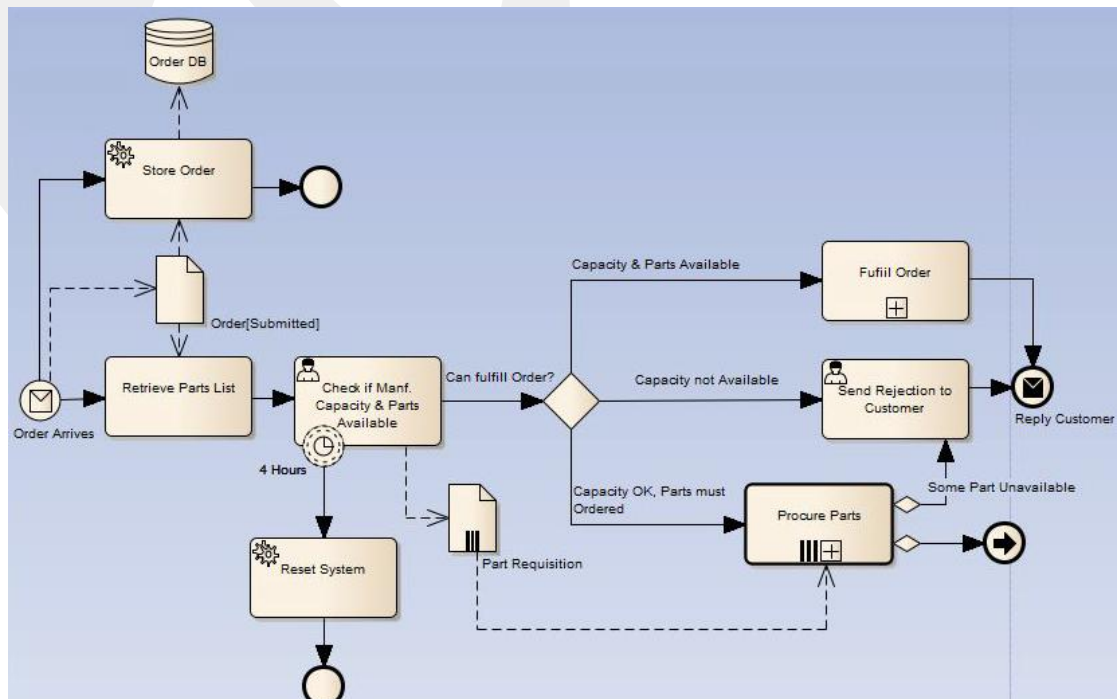 Order DB
Store Order
Order[Submitted]
Order Arrives
Retrieve Parts List
Check if Manf.
Capacity & Parts
Available
4 Hours
Reset System
Part Requisition
Can fulfill Order?
Capacity & Parts Available
Fufiil Order
Capacity not Available
Send Rejection to
Customer
Reply Customer
Capacity OK, Parts must
Ordered
Procure Parts
Some Part Unavailable